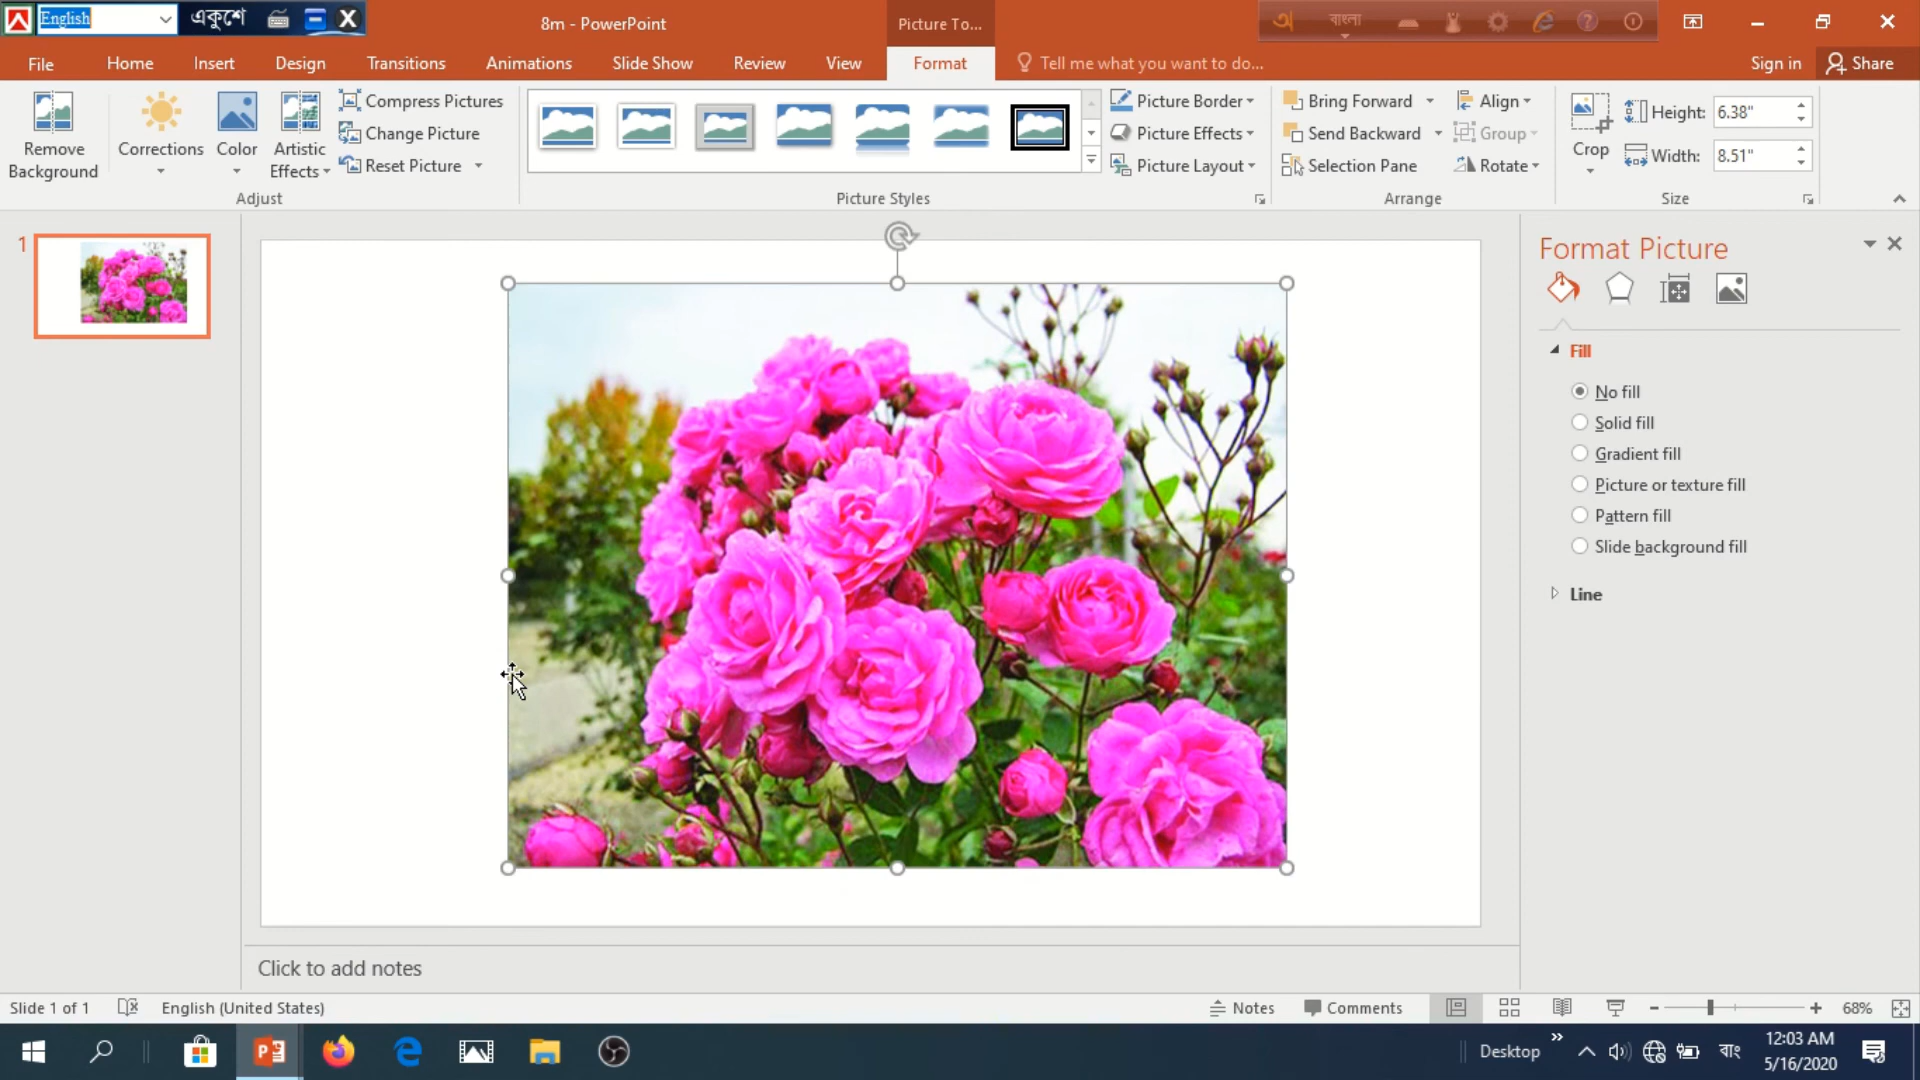 English
একুশে
8m - PowerPoint
Picture To...
বাংলা
File
Home
Insert
Design
Transitions
Animations
Slide Show
Review
View
Format
Tell me what you want to do...
Sign in
Share
Remove
Background
Corrections
Color
Artistic
Effects
Compress Pictures
Change Picture
Reset Picture
Adjust
Picture Styles
Picture Border
Picture Effects
Picture Layout
Bring Forward
Send Backward
Selection Pane
Align
Group
Rotate
Arrange
Crop
Height: 6.38"
Width: 8.51"
Size
1
Format Picture
Fill
No fill
Solid fill
Gradient fill
Picture or texture fill
Pattern fill
Slide background fill
Line
Click to add notes
Slide 1 of 1
English (United States)
Notes
Comments
68%
Desktop
বাং
12:03 AM
5/16/2020